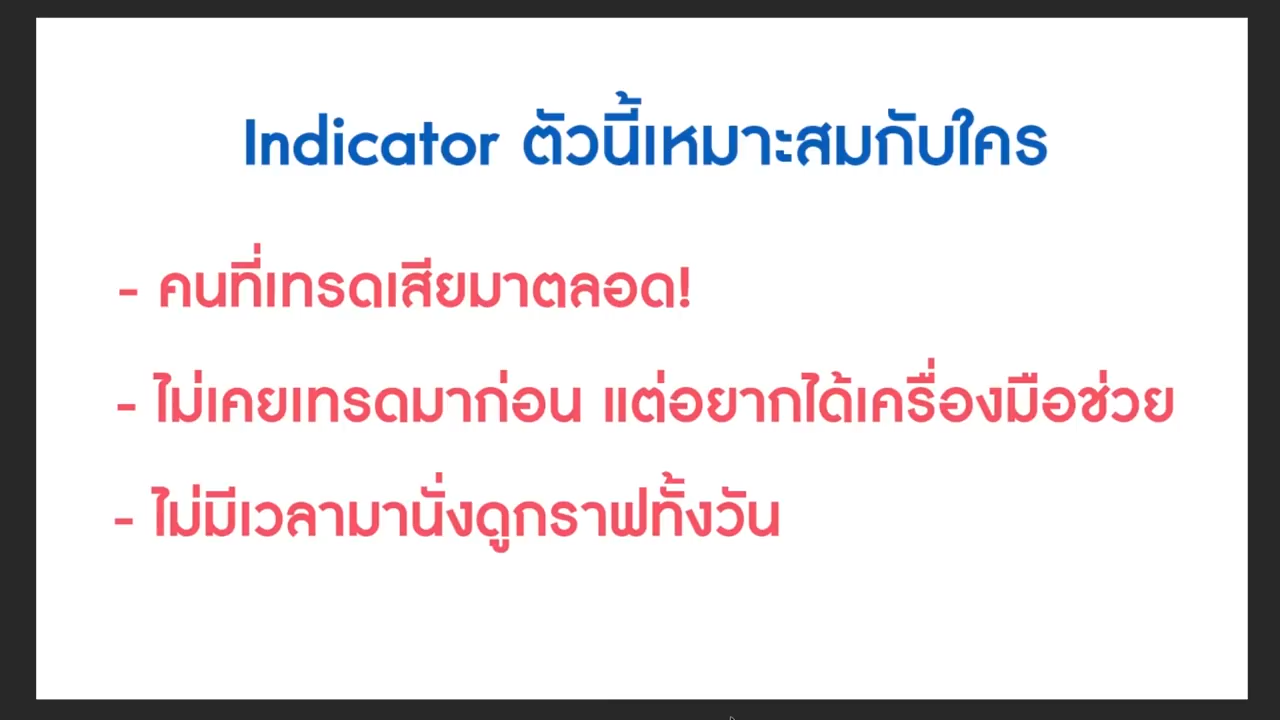 Indicator ตัวนี้เหมาะสมกับใคร
- คนที่เทรดเสียมาตลอด!
- ไม่เคยเทรดมาก่อน แต่อยากได้เครื่องมือช่วย
- ไม่มีเวลามานั่งดูกราฟทั้งวัน